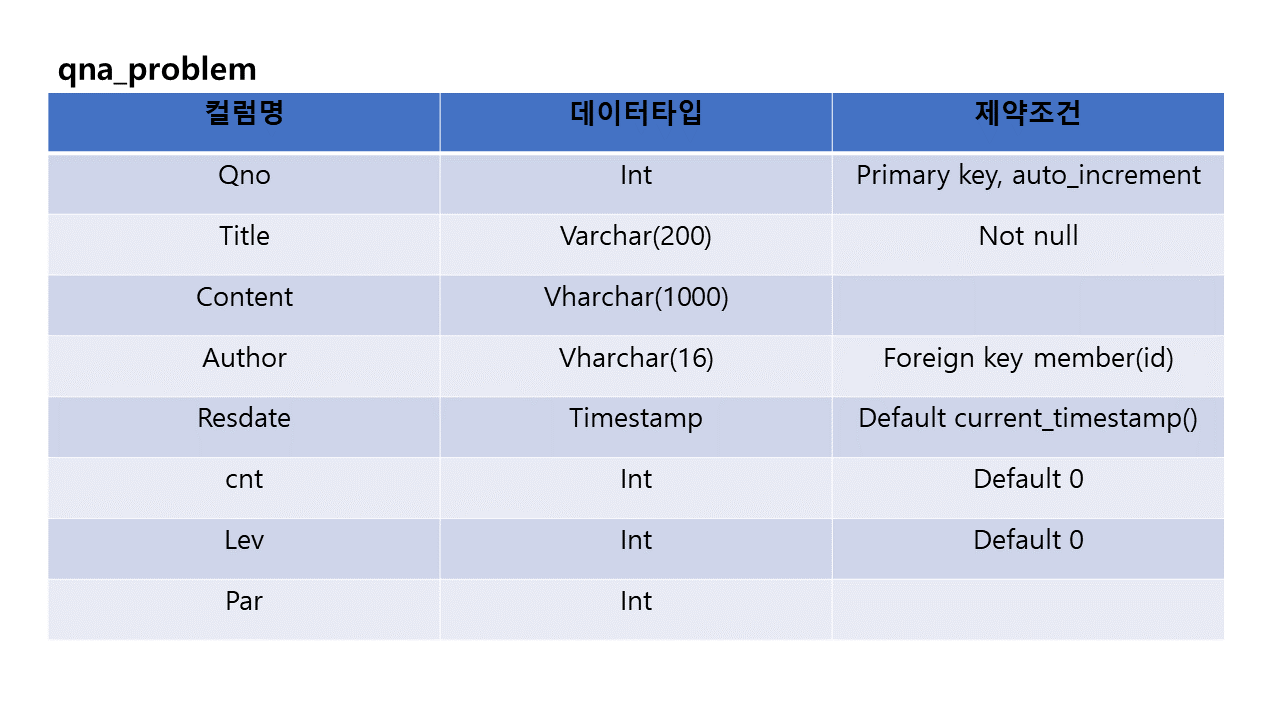 qna_problem
컬럼명 데이터타입 제약조건
Qno Int Primary key, auto_increment
Title Varchar(200) Not null
Content Vharchar(1000)
Author Vharchar(16) Foreign key member(id)
Resdate Timestamp Default current_timestamp()
cnt Int Default 0
Lev Int Default 0
Par Int